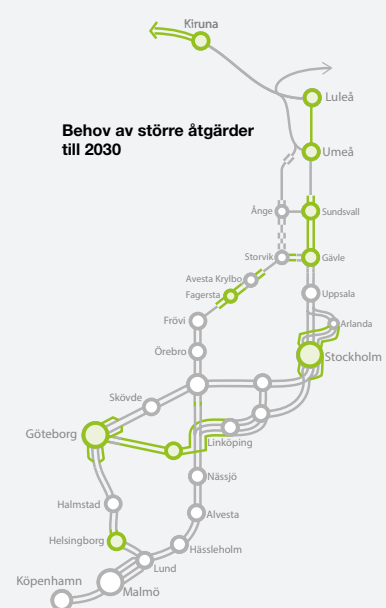 Kiruna
Luleå
Behov av större åtgärder
till 2030
Umeå
Ånge
Sundsvall
Storvik
Gävle
Avesta Krylbo
Fagersta
Uppsala
Frövi
Arlanda
Örebro
Stockholm
Skövde
Göteborg
Linköping
Nässjö
Halmstad
Alvesta
Helsingborg
Hässleholm
Lund
Köpenhamn
Malmö